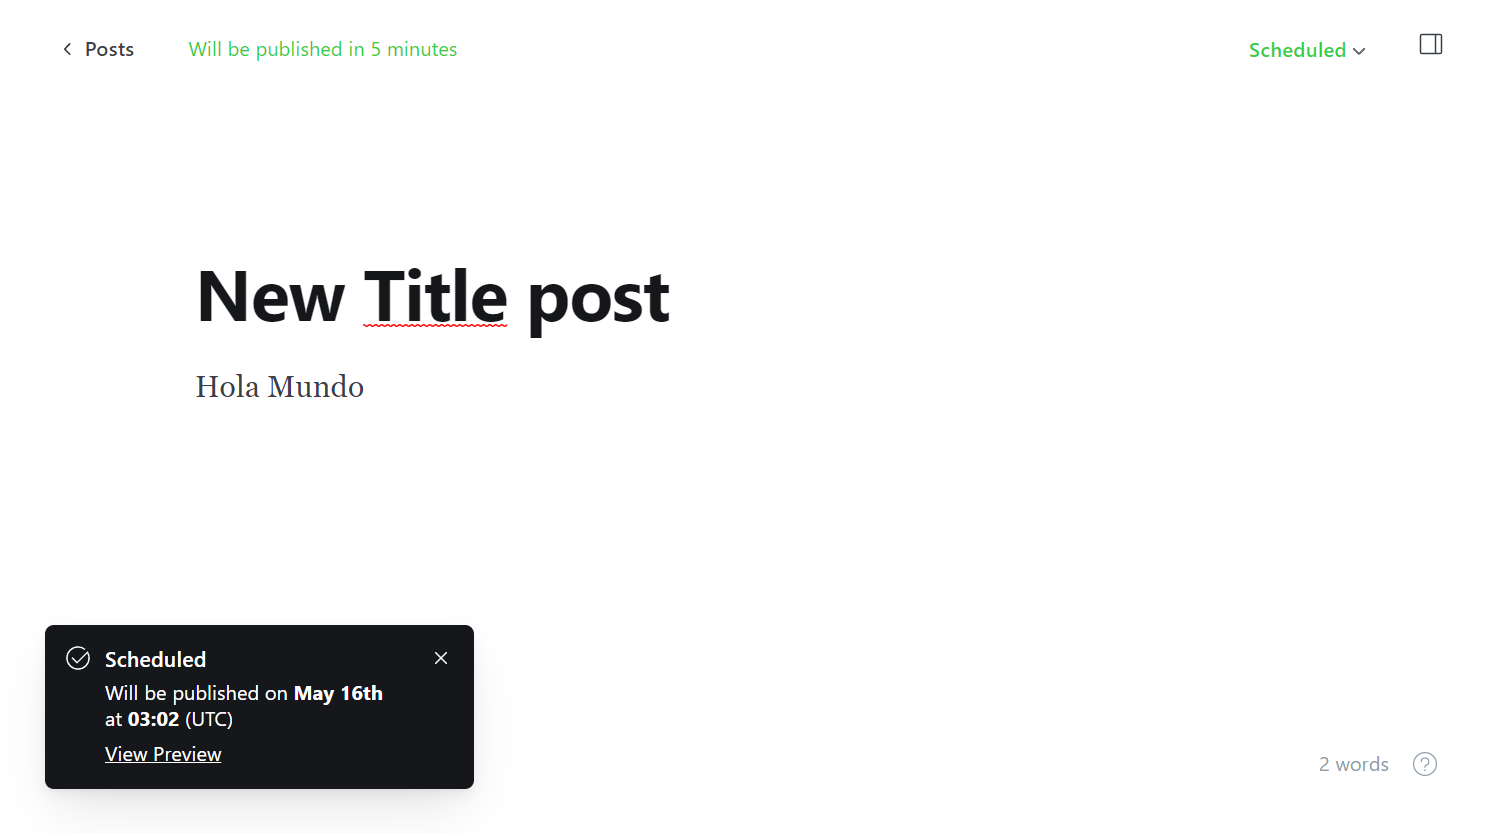 Posts
Will be published in 5 minutes
Scheduled
New Title post
Hola Mundo
Scheduled
Will be published on May 16th
at 03:02 (UTC)
View Preview
2 words
?